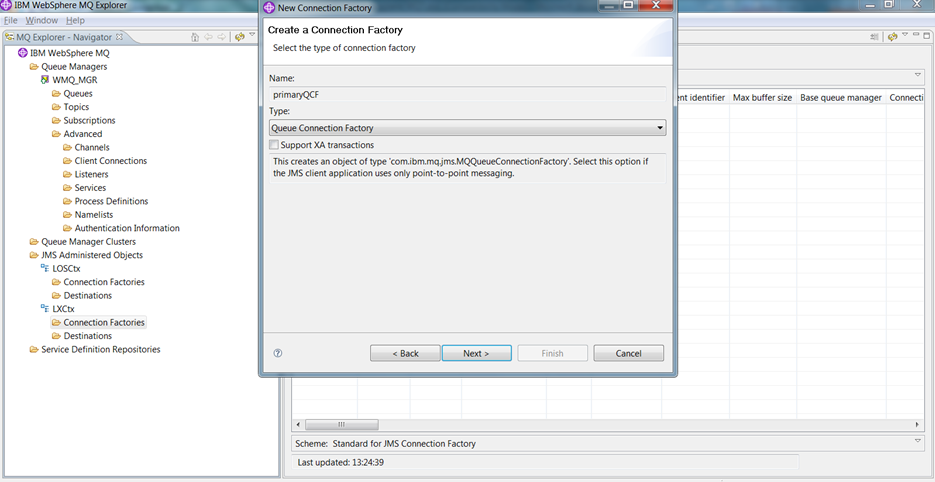 IBM WebSphere MQ Explorer
File Window Help
MQ Explorer - Navigator
IBM WebSphere MQ
Queue Managers
WMQ_MGR
Queues
Topics
Subscriptions
Advanced
Channels
Client Connections
Listeners
Services
Process Definitions
Namelists
Authentication Information
Queue Manager Clusters
JMS Administered Objects
LOSCtx
Connection Factories
Destinations
LXCtx
Connection Factories
Destinations
Service Definition Repositories
New Connection Factory
Create a Connection Factory
Select the type of connection factory
Name:
primaryQCF
Type:
Queue Connection Factory
Support XA transactions
This creates an object of type 'com.ibm.mq.jms.MQQueueConnectionFactory'. Select this option if
the JMS client application uses only point-to-point messaging.
< Back Next > Finish Cancel
ent identifier Max buffer size Base queue manager Connecti
Scheme: Standard for JMS Connection Factory
Last updated: 13:24:39